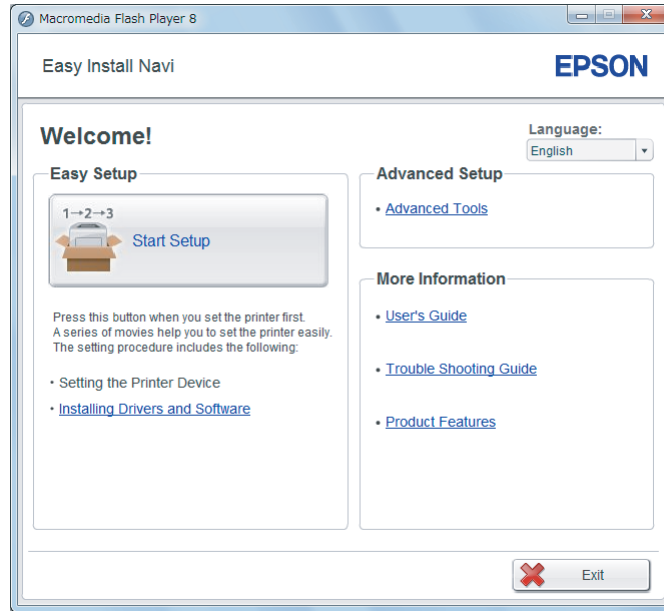 Macromedia Flash Player 8
Easy Install Navi
EPSON
Welcome!
Language:
English
Easy Setup
1→2→3
Start Setup
Press this button when you set the printer first.
A series of movies help you to set the printer easily.
The setting procedure includes the following:
・Setting the Printer Device
・Installing Drivers and Software
Advanced Setup
• Advanced Tools
More Information
• User's Guide
• Trouble Shooting Guide
• Product Features
Exit